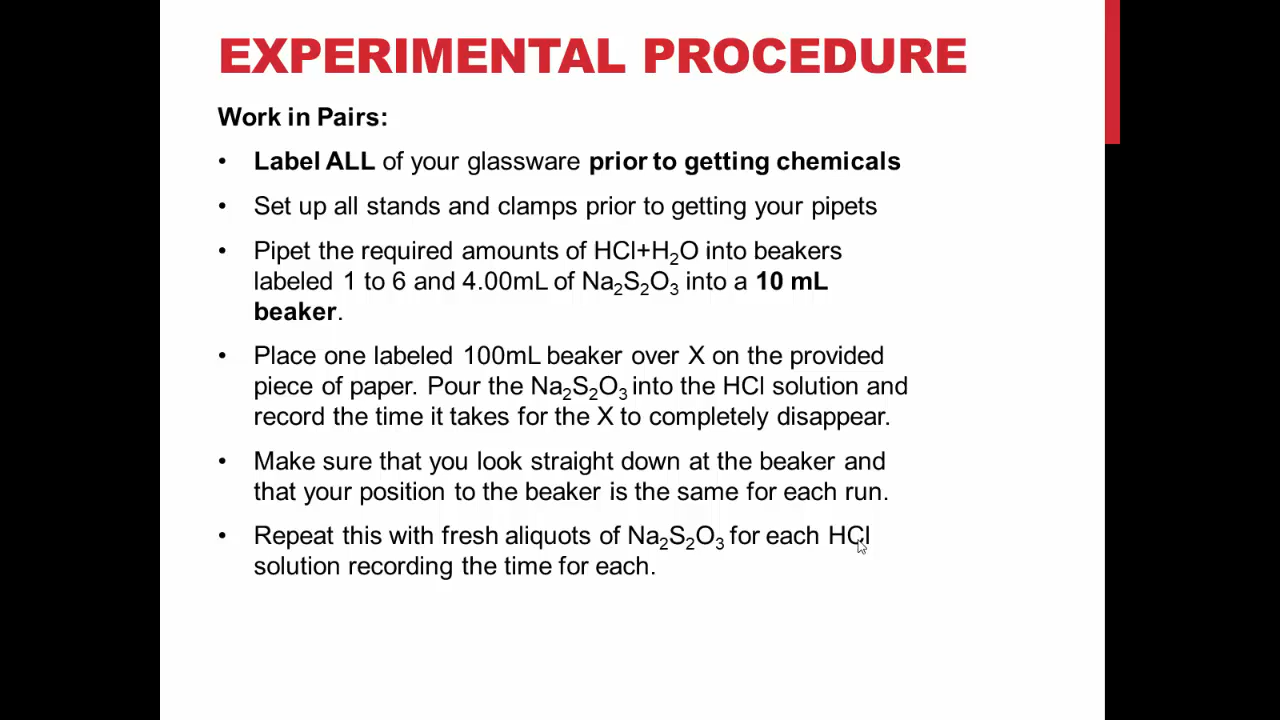 EXPERIMENTAL PROCEDURE
Work in Pairs:
• Label ALL of your glassware prior to getting chemicals
• Set up all stands and clamps prior to getting your pipets
• Pipet the required amounts of HCl+H₂O into beakers
labeled 1 to 6 and 4.00mL of Na₂S₂O₃ into a 10 mL
beaker.
• Place one labeled 100mL beaker over X on the provided
piece of paper. Pour the Na₂S₂O₃ into the HCl solution and
record the time it takes for the X to completely disappear.
• Make sure that you look straight down at the beaker and
that your position to the beaker is the same for each run.
• Repeat this with fresh aliquots of Na₂S₂O₃ for each HCl
solution recording the time for each.